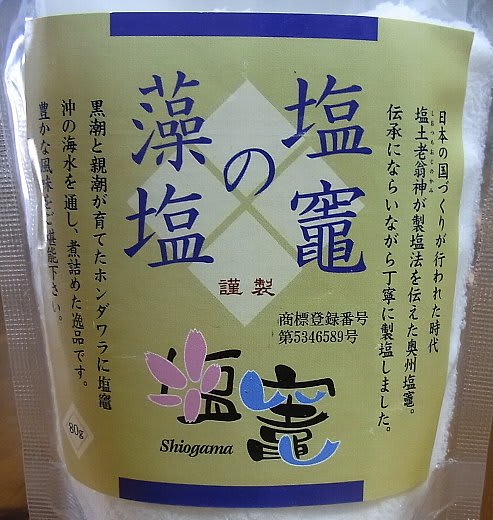 日本の国づくりが行われた時代
塩土老翁神が製塩法を伝えた奥州塩竈。
伝承にならいながら丁寧に製塩しました。
塩竈
の
藻塩
謹製
商標登録番号
第5346589号
黒潮と親潮が育てたホンダワラに塩竈
沖の海水を通し、煮詰めた逸品です。
豊かな風味をご堪能下さい。
塩竈
Shiogama
80g